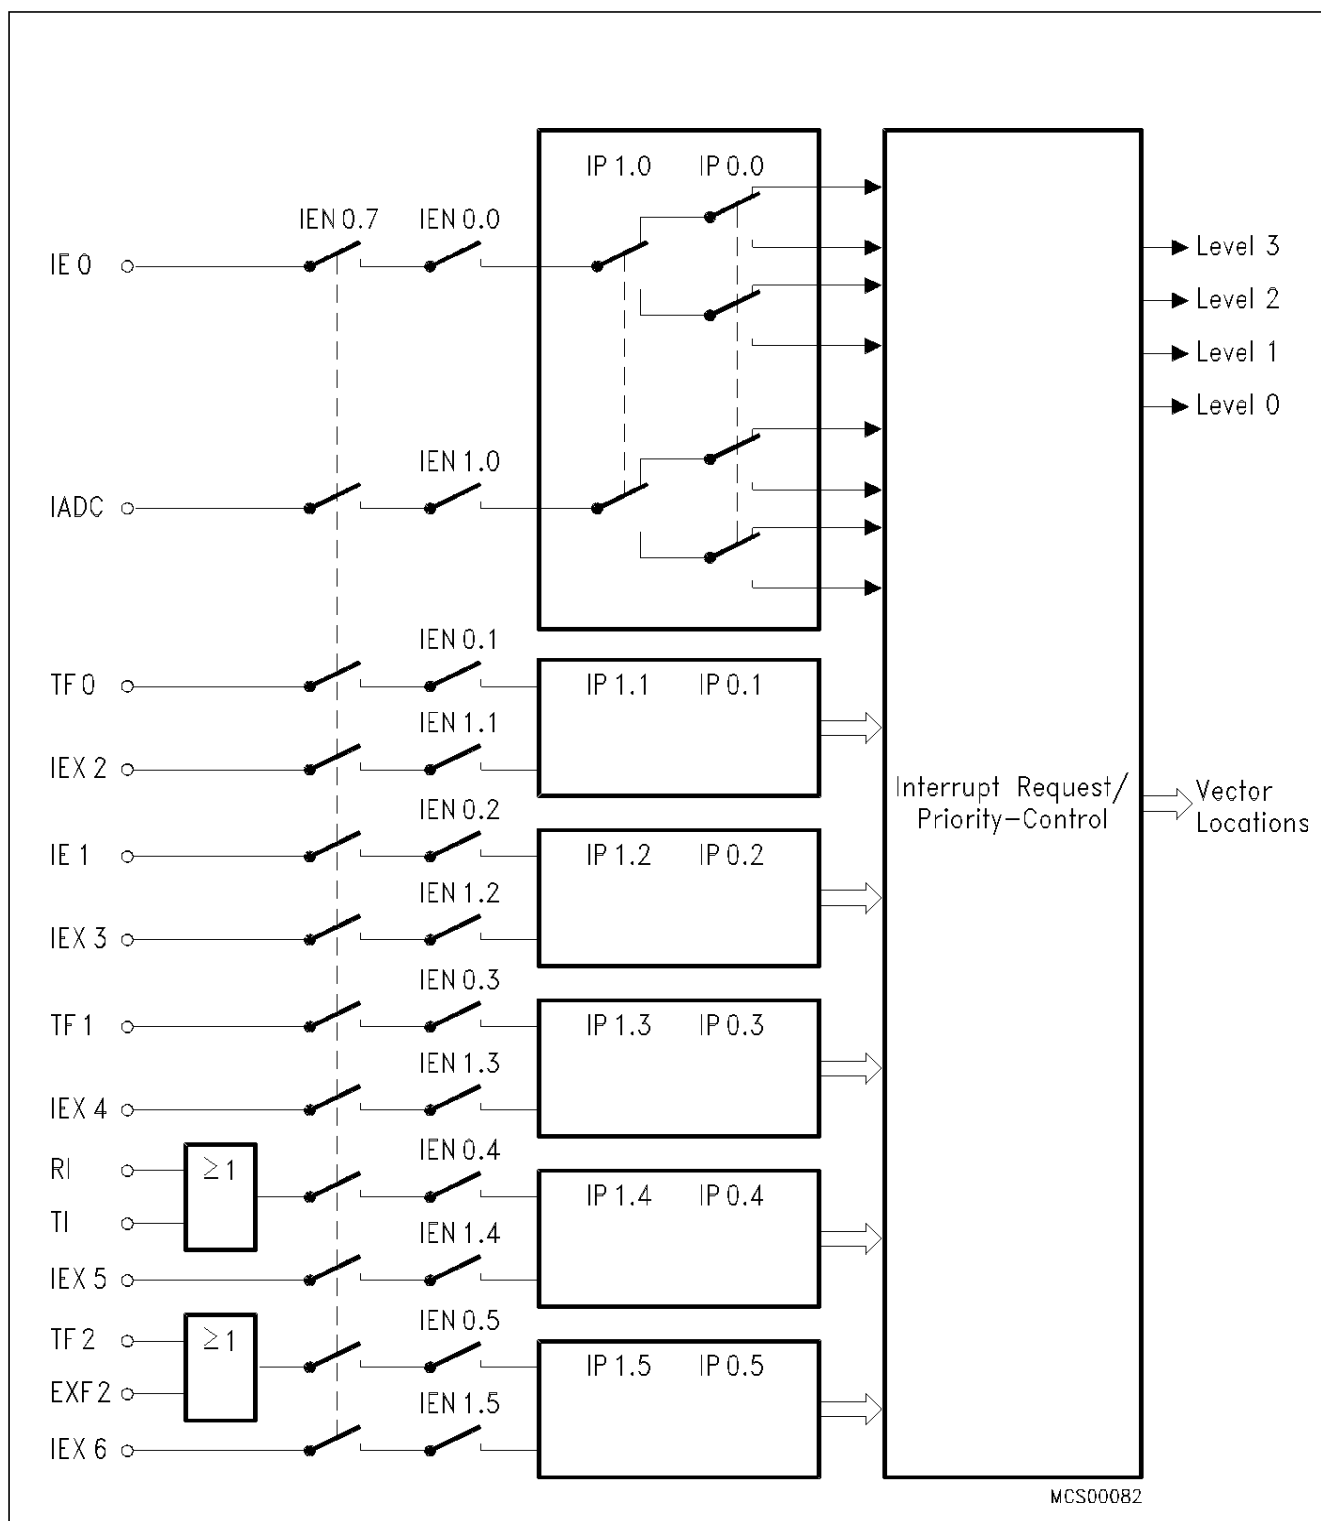 IP 1.0 IP 0.0
IEN 0.7 IEN 0.0
IE 0
Level 3
Level 2
Level 1
Level 0
IEN 1.0
IADC
IEN 0.1
TF 0
IP 1.1 IP 0.1
IEN 1.1
IEX 2
Interrupt Request/
Priority-Control
Vector
Locations
IEN 0.2
IE 1
IP 1.2 IP 0.2
IEN 1.2
IEX 3
IEN 0.3
TF 1
IP 1.3 IP 0.3
IEN 1.3
IEX 4
RI
≥1
IEN 0.4
TI
IP 1.4 IP 0.4
IEN 1.4
IEX 5
TF 2
≥1
IEN 0.5
EXF 2
IP 1.5 IP 0.5
IEN 1.5
IEX 6
MCS00082